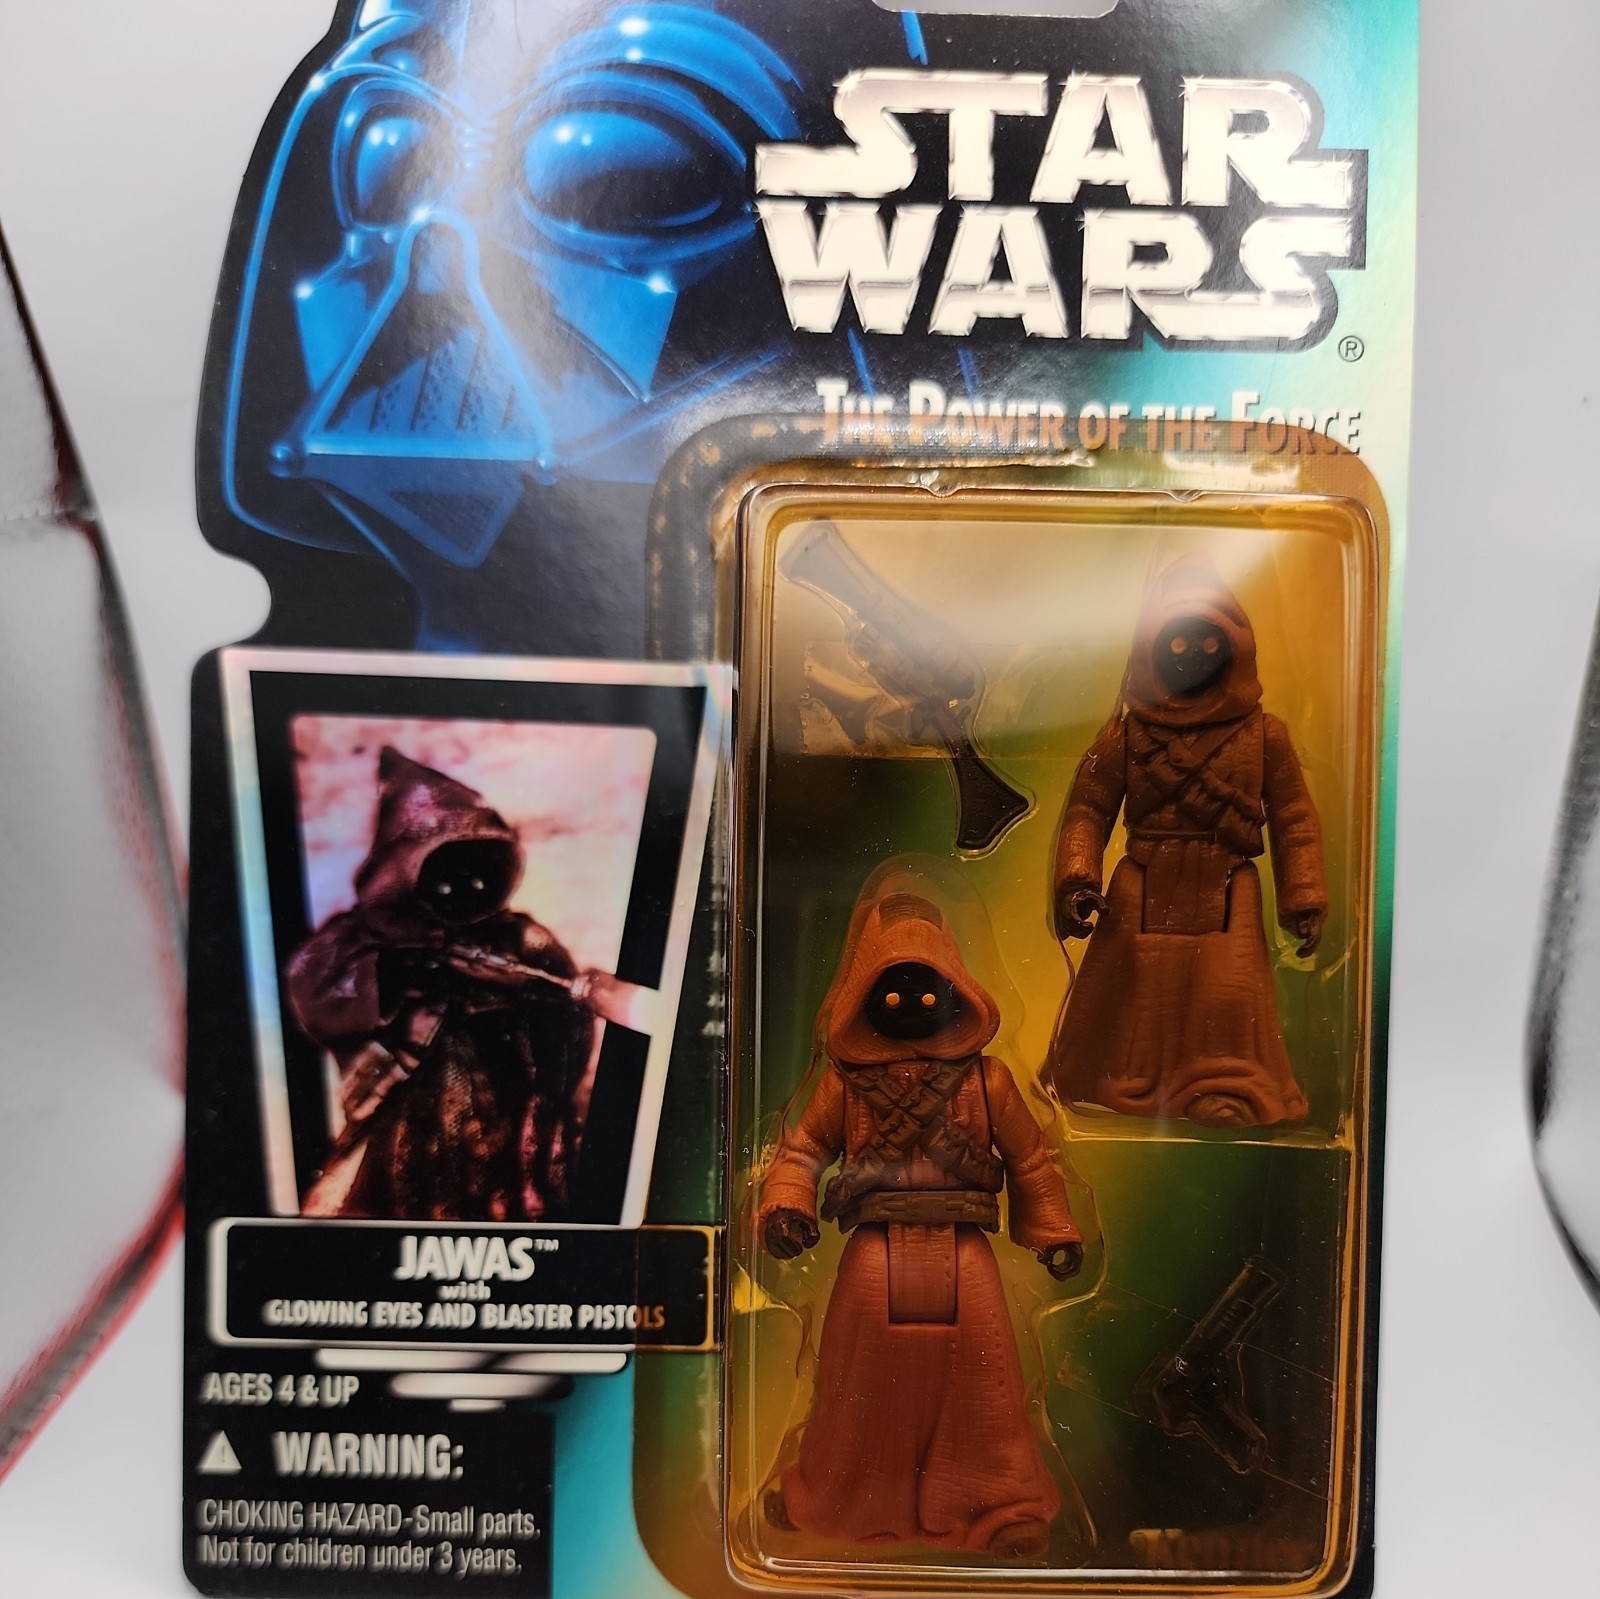 STAR
WARS
®
THE POWER OF THE FORCE
JAWAS™
with
GLOWING EYES AND BLASTER PISTOLS
AGES 4 & UP
WARNING:
CHOKING HAZARD-Small parts.
Not for children under 3 years.
Kenner